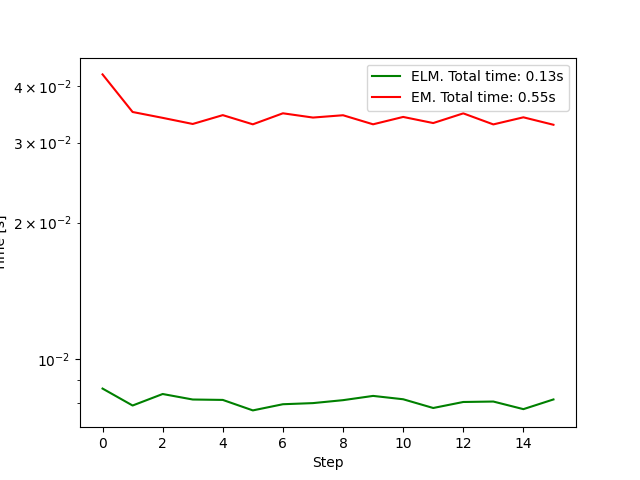 ELM. Total time: 0.13s
EM. Total time: 0.55s
4 × 10⁻²
3 × 10⁻²
2 × 10⁻²
10⁻²
Time [s]
0 2 4 6 8 10 12 14
Step